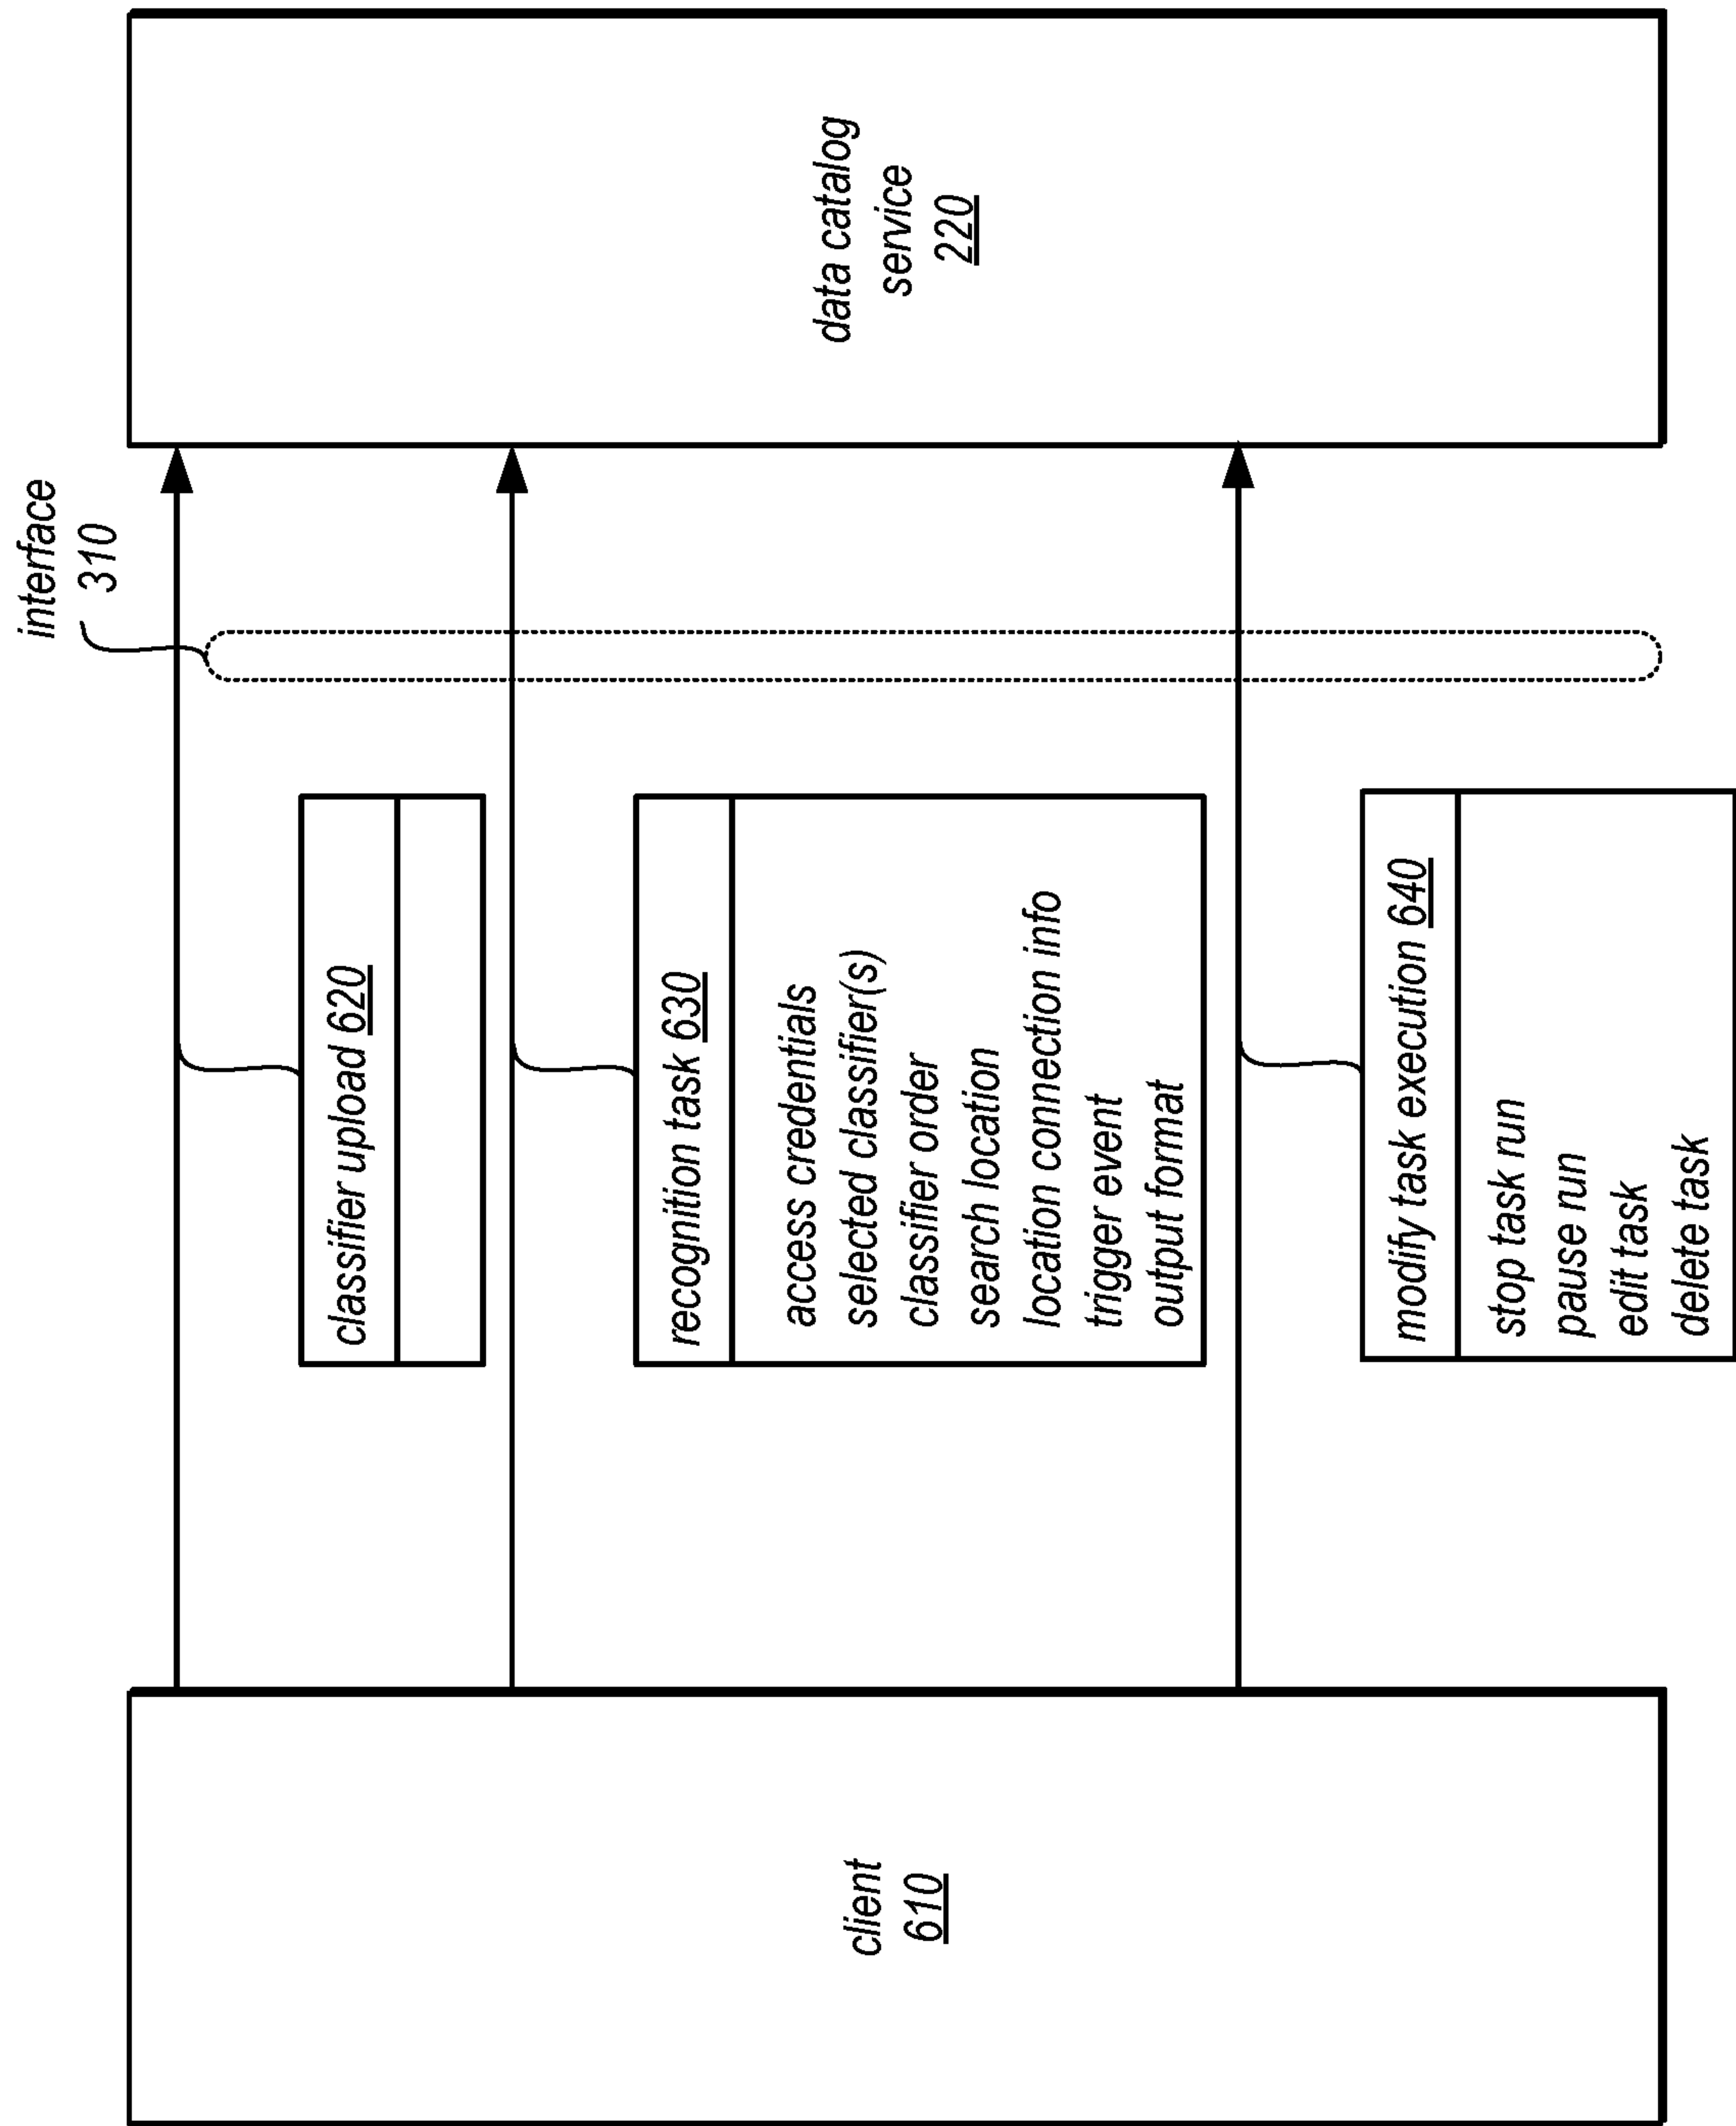 interface
310
client
610
classifier upload 620
recognition task 630
access credentials
selected classifier(s)
classifier order
search location
location connection info
trigger event
output format
modify task execution 640
stop task run
pause run
edit task
delete task
data catalog
service
220